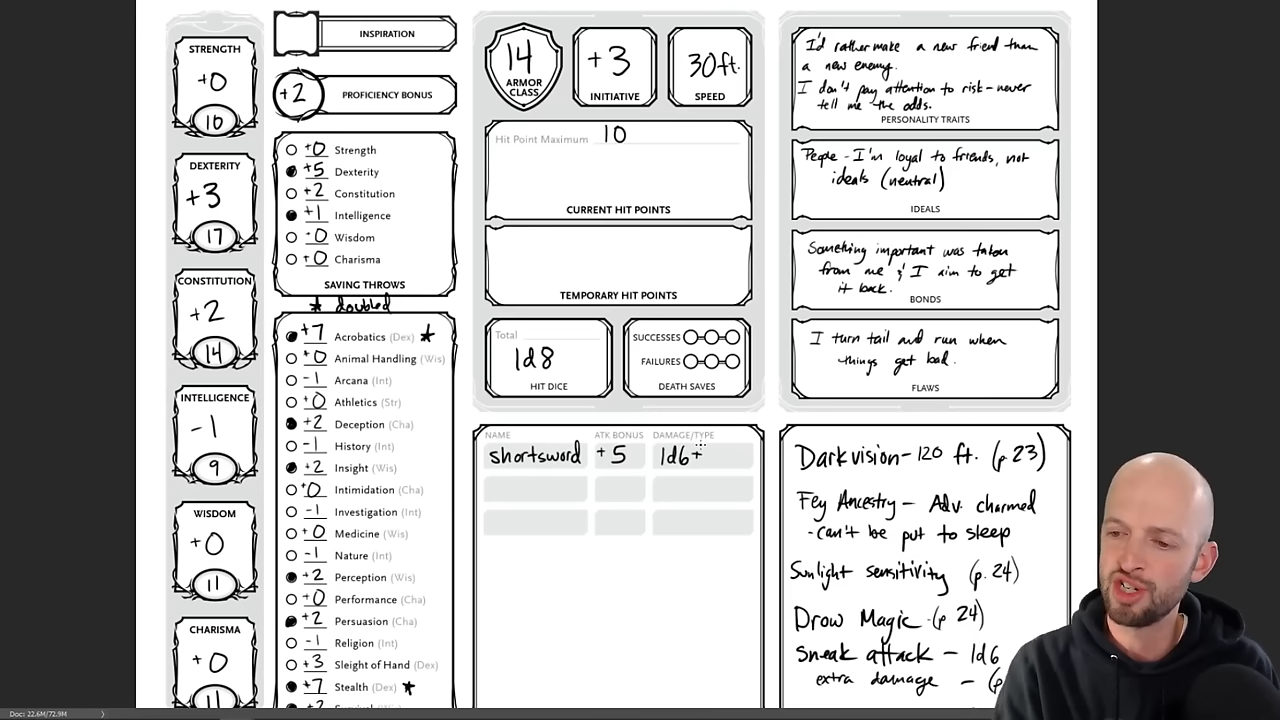 STRENGTH
+0
10
DEXTERITY
+3
17
CONSTITUTION
+2
14
INTELLIGENCE
-1
9
WISDOM
+0
11
CHARISMA
+0
11
INSPIRATION
+2 PROFICIENCY BONUS
+0 Strength
+5 Dexterity
+2 Constitution
+1 Intelligence
+0 Wisdom
+0 Charisma
SAVING THROWS
★ doubled
+7 Acrobatics (Dex) ★
+0 Animal Handling (Wis)
-1 Arcana (Int)
+0 Athletics (Str)
+2 Deception (Cha)
-1 History (Int)
+2 Insight (Wis)
+0 Intimidation (Cha)
-1 Investigation (Int)
+0 Medicine (Wis)
-1 Nature (Int)
+2 Perception (Wis)
+0 Performance (Cha)
+2 Persuasion (Cha)
-1 Religion (Int)
+3 Sleight of Hand (Dex)
+7 Stealth (Dex) ★
14
ARMOR
CLASS
+3
INITIATIVE
30ft.
SPEED
Hit Point Maximum 10
CURRENT HIT POINTS
TEMPORARY HIT POINTS
Total
1d8
HIT DICE
SUCCESSES
FAILURES
DEATH SAVES
NAME ATK BONUS DAMAGE/TYPE
shortsword +5 1d6+
I'd rather make a new friend than
a new enemy.
I don't pay attention to risk - never
tell me the odds.
PERSONALITY TRAITS
People - I'm loyal to friends, not
ideals (neutral)
IDEALS
Something important was taken
from me & I aim to get
it back.
BONDS
I turn tail and run when
things get bad.
FLAWS
Darkvision - 120 ft. (p 23)
Fey Ancestry - Adv. charmed
- can't be put to sleep
Sunlight sensitivity (p. 24)
Drow Magic - (p 24)
Sneak attack - 1d6
extra damage - (p
Doc: 22.6M/72.9M